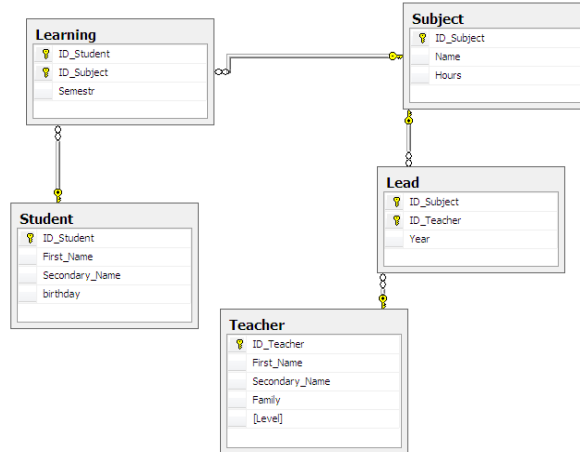 Learning
ID_Student
ID_Subject
Semestr
Subject
ID_Subject
Name
Hours
Student
ID_Student
First_Name
Secondary_Name
birthday
Lead
ID_Subject
ID_Teacher
Year
Teacher
ID_Teacher
First_Name
Secondary_Name
Family
[Level]